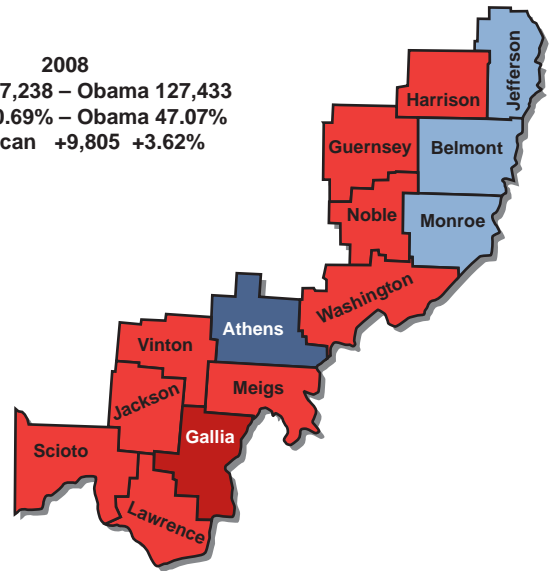 2008
7,238 – Obama 127,433
.69% – Obama 47.07%
can +9,805 +3.62%
Jefferson
Harrison
Guernsey
Belmont
Noble
Monroe
Washington
Athens
Vinton
Meigs
Jackson
Gallia
Scioto
Lawrence